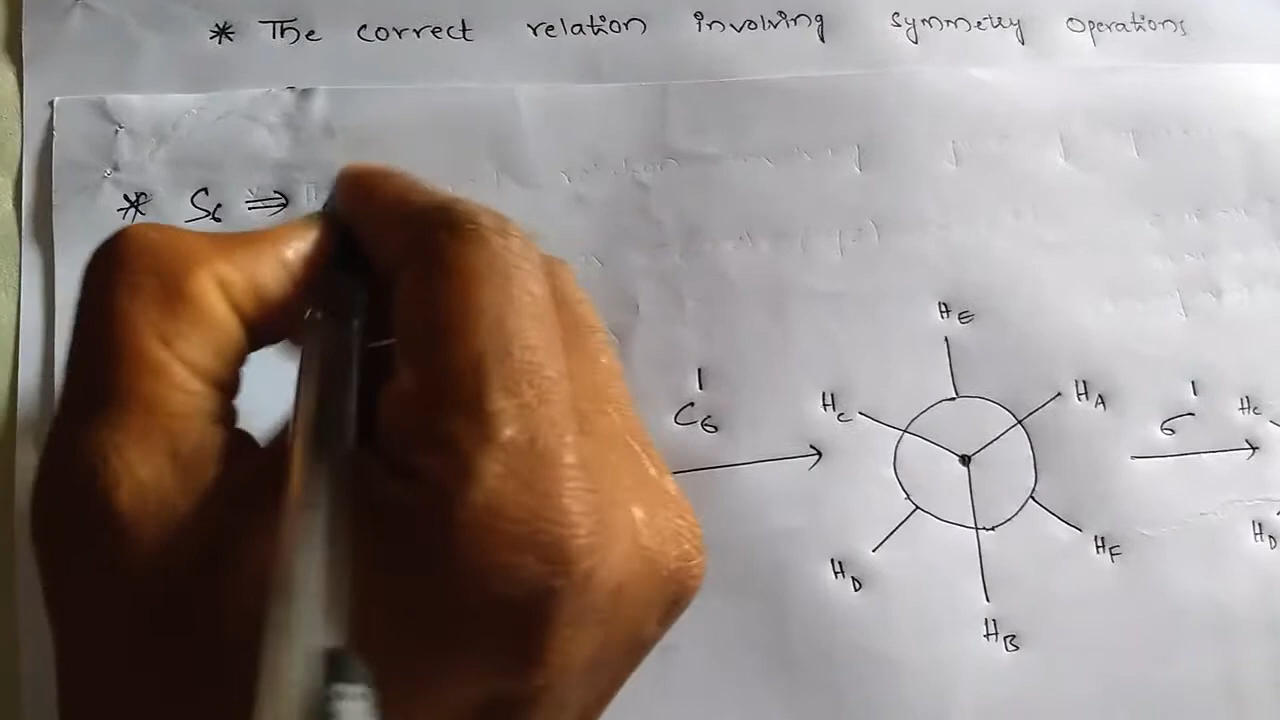 * The correct relation involving Symmetry Operations
* S6 ⇒
HE
HC
HA
C6^1
σ^1
HC
HD
HF
HD
HB